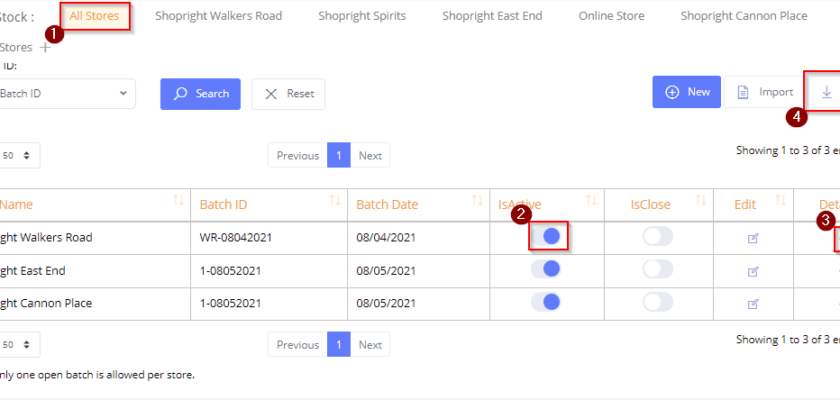 Stock : All Stores Shopright Walkers Road Shopright Spirits Shopright East End Online Store Shopright Cannon Place
1
Stores +
ID:
Batch ID Search Reset New Import
4
50 Previous 1 Next Showing 1 to 3 of 3 en
Name Batch ID Batch Date IsActive IsClose Edit Det
2 3
ght Walkers Road WR-08042021 08/04/2021
ght East End 1-08052021 08/05/2021
ght Cannon Place 1-08052021 08/05/2021
50 Previous 1 Next Showing 1 to 3 of 3 en
nly one open batch is allowed per store.